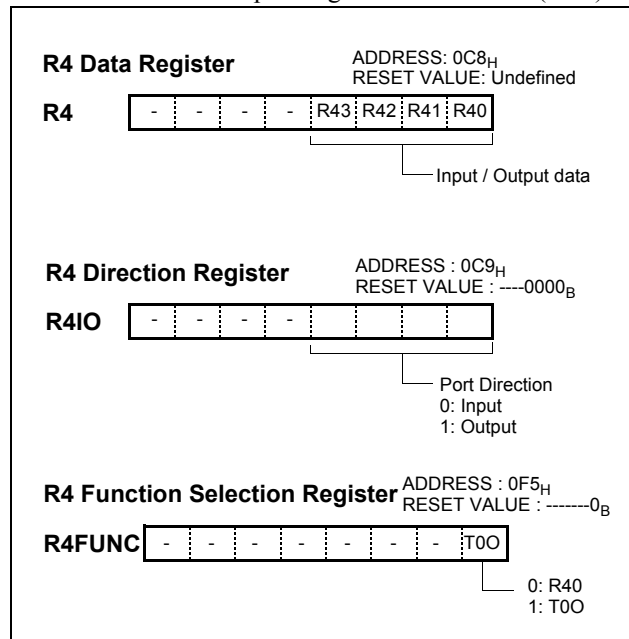 R4 Data Register
ADDRESS: 0C8H
RESET VALUE: Undefined
R4 - - - - R43 R42 R41 R40
Input / Output data
R4 Direction Register
ADDRESS : 0C9H
RESET VALUE : ----0000B
R4IO - - - -
Port Direction
0: Input
1: Output
R4 Function Selection Register
ADDRESS : 0F5H
RESET VALUE : -------0B
R4FUNC - - - - - - - T0O
0: R40
1: T0O